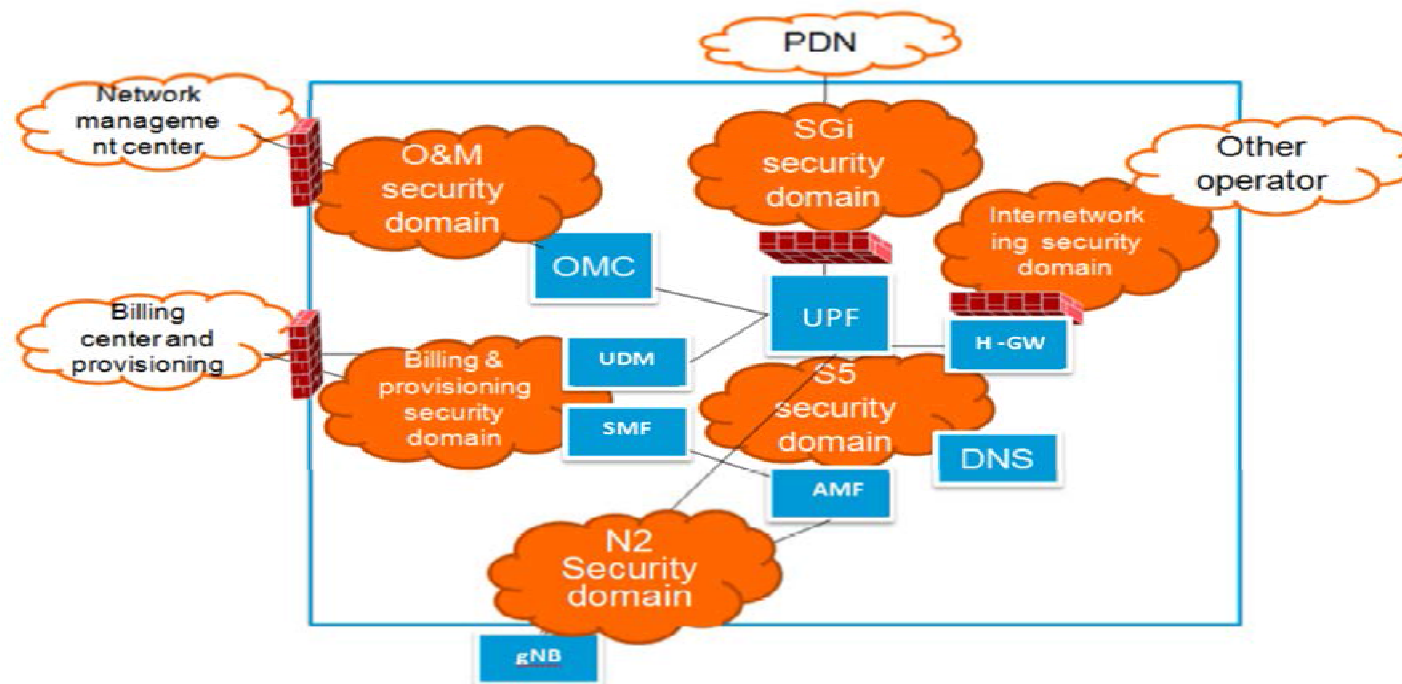 PDN
Network
manageme
nt center
O&M
security
domain
SGi
security
domain
Other
operator
Internetwork
ing security
domain
OMC
UPF
H -GW
Billing
center and
provisioning
Billing &
provisioning
security
domain
UDM
SMF
S5
security
domain
DNS
AMF
N2
Security
domain
gNB